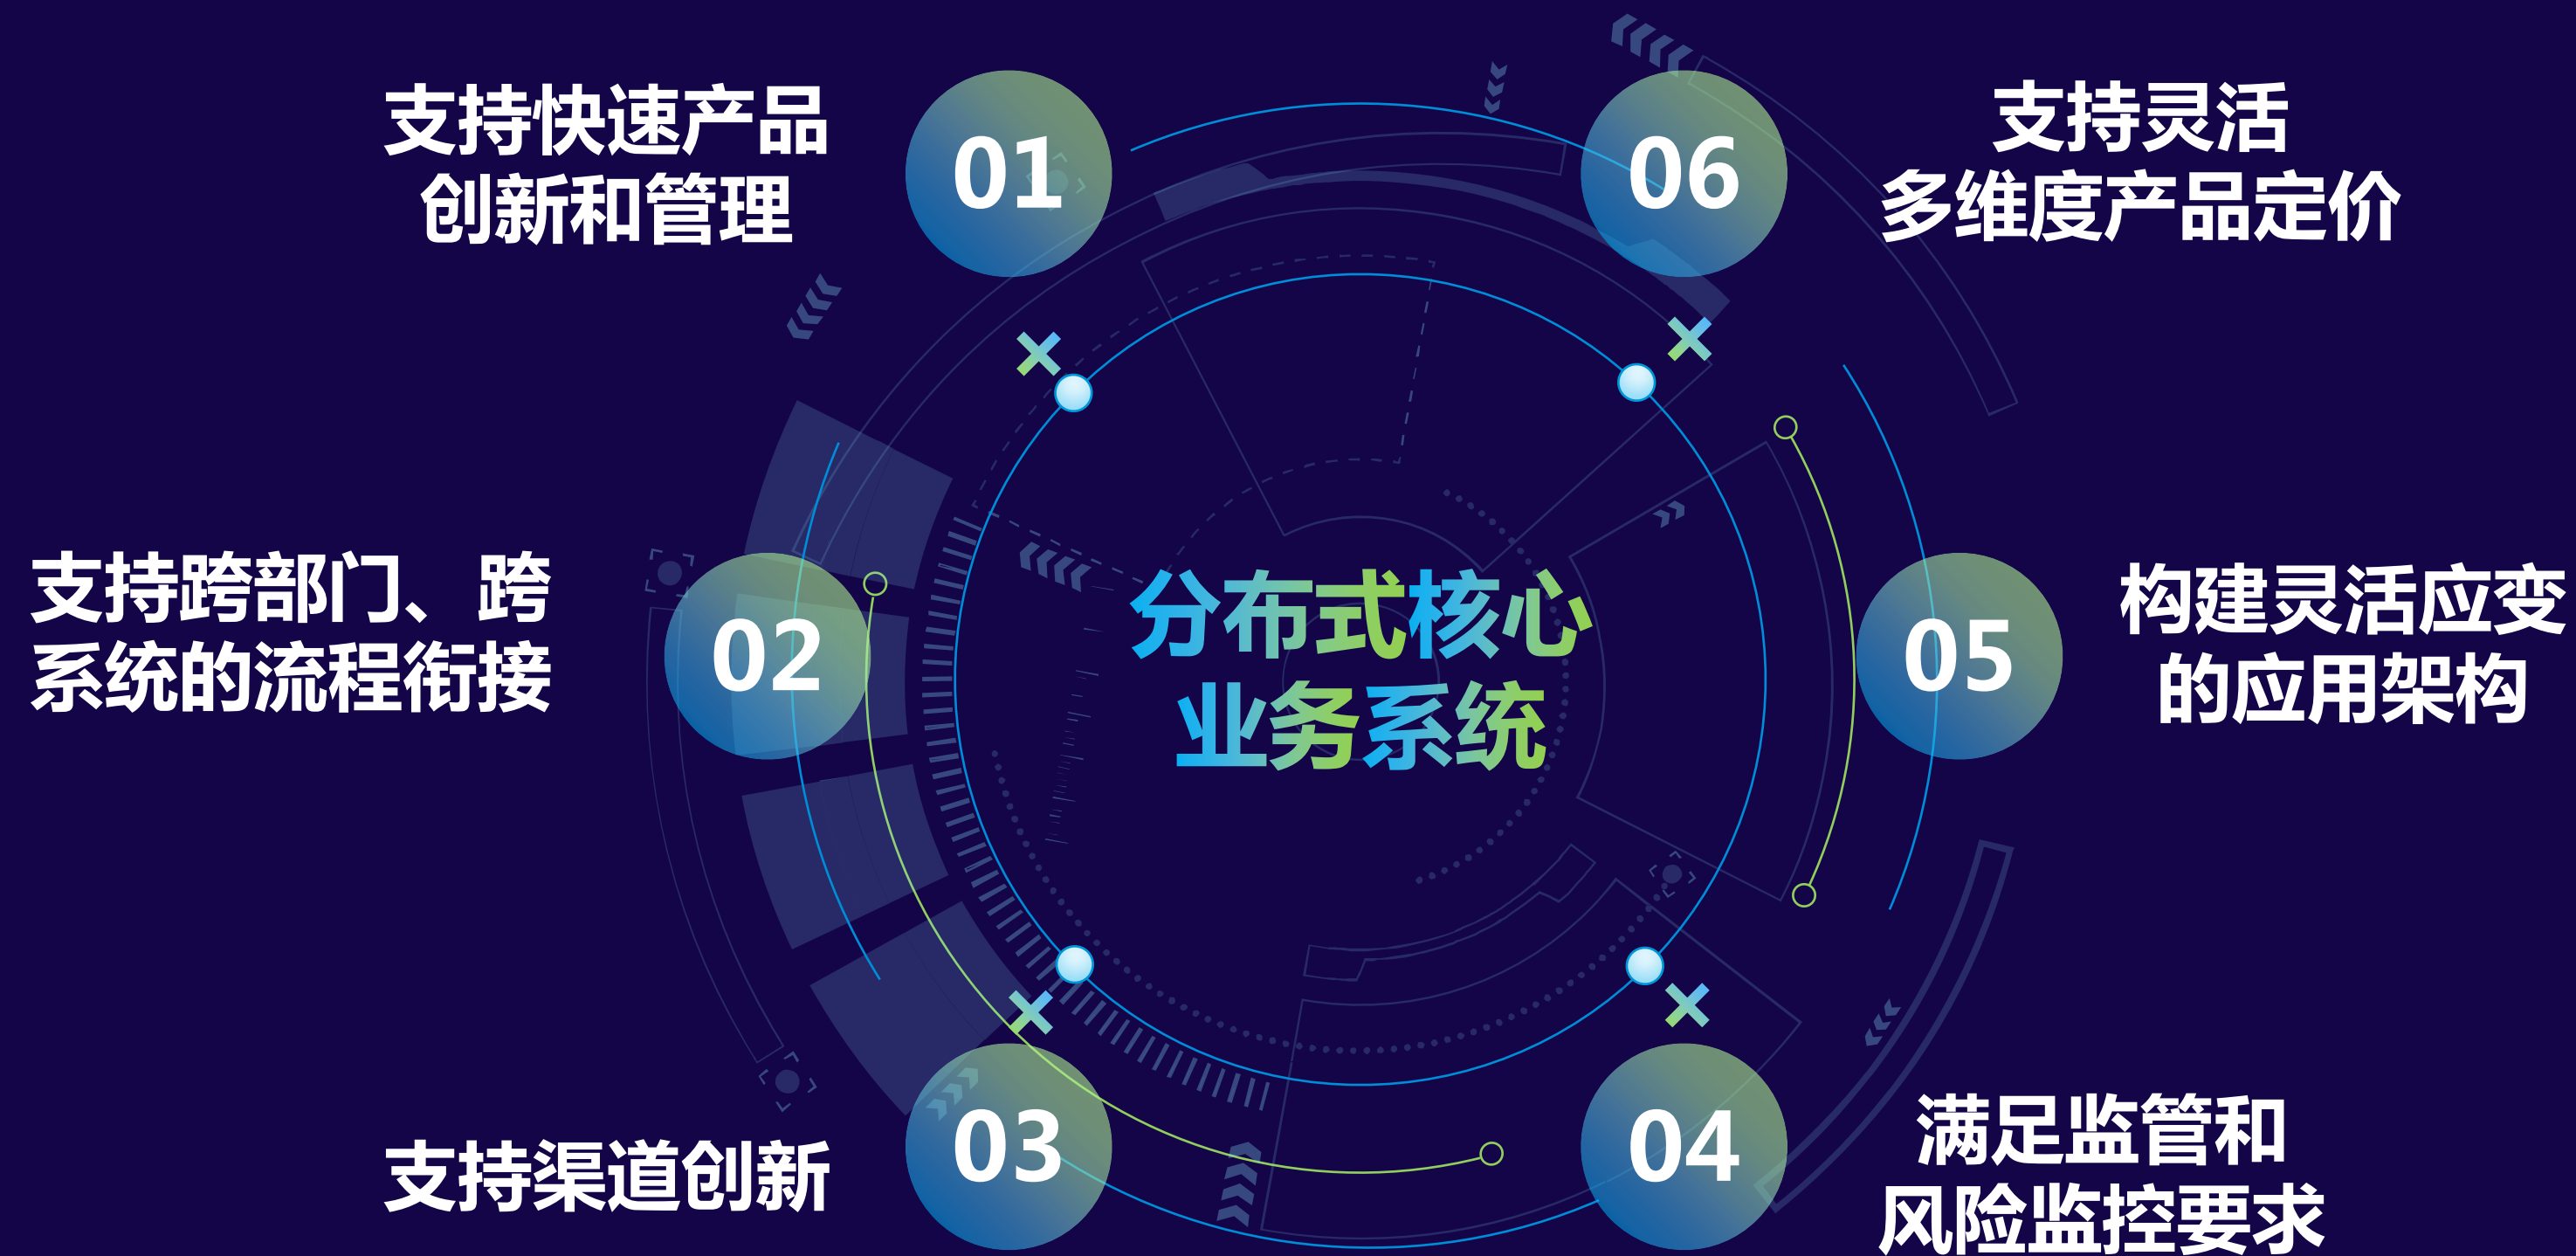 01
支持快速产品
创新和管理
02
支持跨部门、跨
系统的流程衔接
03
支持渠道创新
分布式核心
业务系统
04
满足监管和
风险监控要求
05
构建灵活应变
的应用架构
06
支持灵活
多维度产品定价